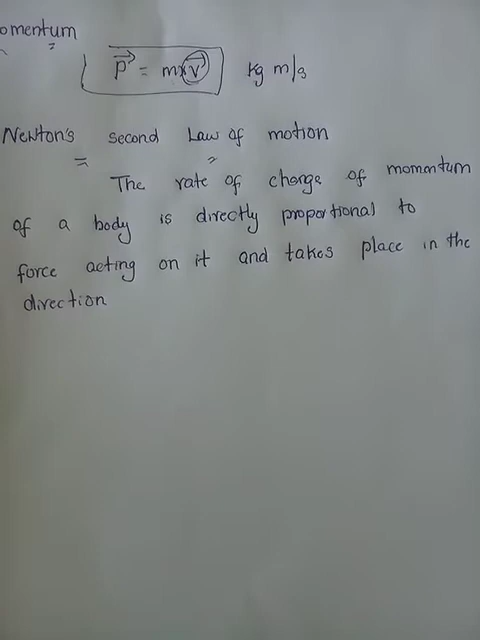 omentum
p⃗ = m×v⃗ kg m/s
Newton's second Law of motion
The rate of change of momentum
of a body is directly proportional to
force acting on it and takes place in the
direction